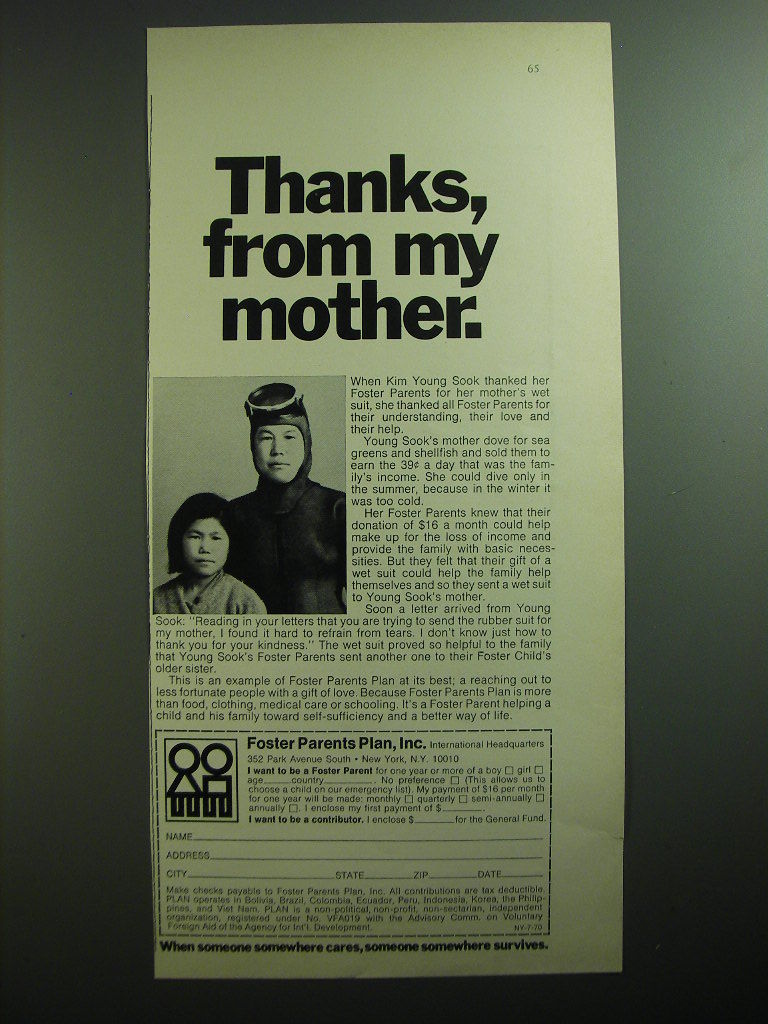 65
Thanks,
from my
mother.
When Kim Young Sook thanked her
Foster Parents for her mother's wet
suit, she thanked all Foster Parents for
their understanding, their love and
their help.
Young Sook's mother dove for sea
greens and shellfish and sold them to
earn the 39¢ a day that was the fam-
ily's income. She could dive only in
the summer, because in the winter it
was too cold.
Her Foster Parents knew that their
donation of $16 a month could help
make up for the loss of income and
provide the family with basic neces-
sities. But they felt that their gift of a
wet suit could help the family help
themselves and so they sent a wet suit
to Young Sook's mother.
Soon a letter arrived from Young
Sook: "Reading in your letters that you are trying to send the rubber suit for
my mother, I found it hard to refrain from tears. I don't know just how to
thank you for your kindness." The wet suit proved so helpful to the family
that Young Sook's Foster Parents sent another one to their Foster Child's
older sister.
This is an example of Foster Parents Plan at its best; a reaching out to
less fortunate people with a gift of love. Because Foster Parents Plan is more
than food, clothing, medical care or schooling. It's a Foster Parent helping a
child and his family toward self-sufficiency and a better way of life.
Foster Parents Plan, Inc. International Headquarters
352 Park Avenue South • New York, N.Y. 10010
I want to be a Foster Parent for one year or more of a boy □ girl □
age______country______. No preference □ (This allows us to
choose a child on our emergency list). My payment of $16 per month
for one year will be made: monthly □ quarterly □ semi-annually □
annually □. I enclose my first payment of $______.
I want to be a contributor. I enclose $______for the General Fund.
NAME______
ADDRESS______
CITY______STATE______ZIP______DATE______
Make checks payable to Foster Parents Plan, Inc. All contributions are tax deductible.
PLAN operates in Bolivia, Brazil, Colombia, Ecuador, Peru, Indonesia, Korea, the Philip-
pines, and Viet Nam. PLAN is a non-political, non-profit, non-sectarian, independent
organization, registered under No. VFA019 with the Advisory Comm. on Voluntary
Foreign Aid of the Agency for Int'l. Development.
NY-7-70
When someone somewhere cares, someone somewhere survives.